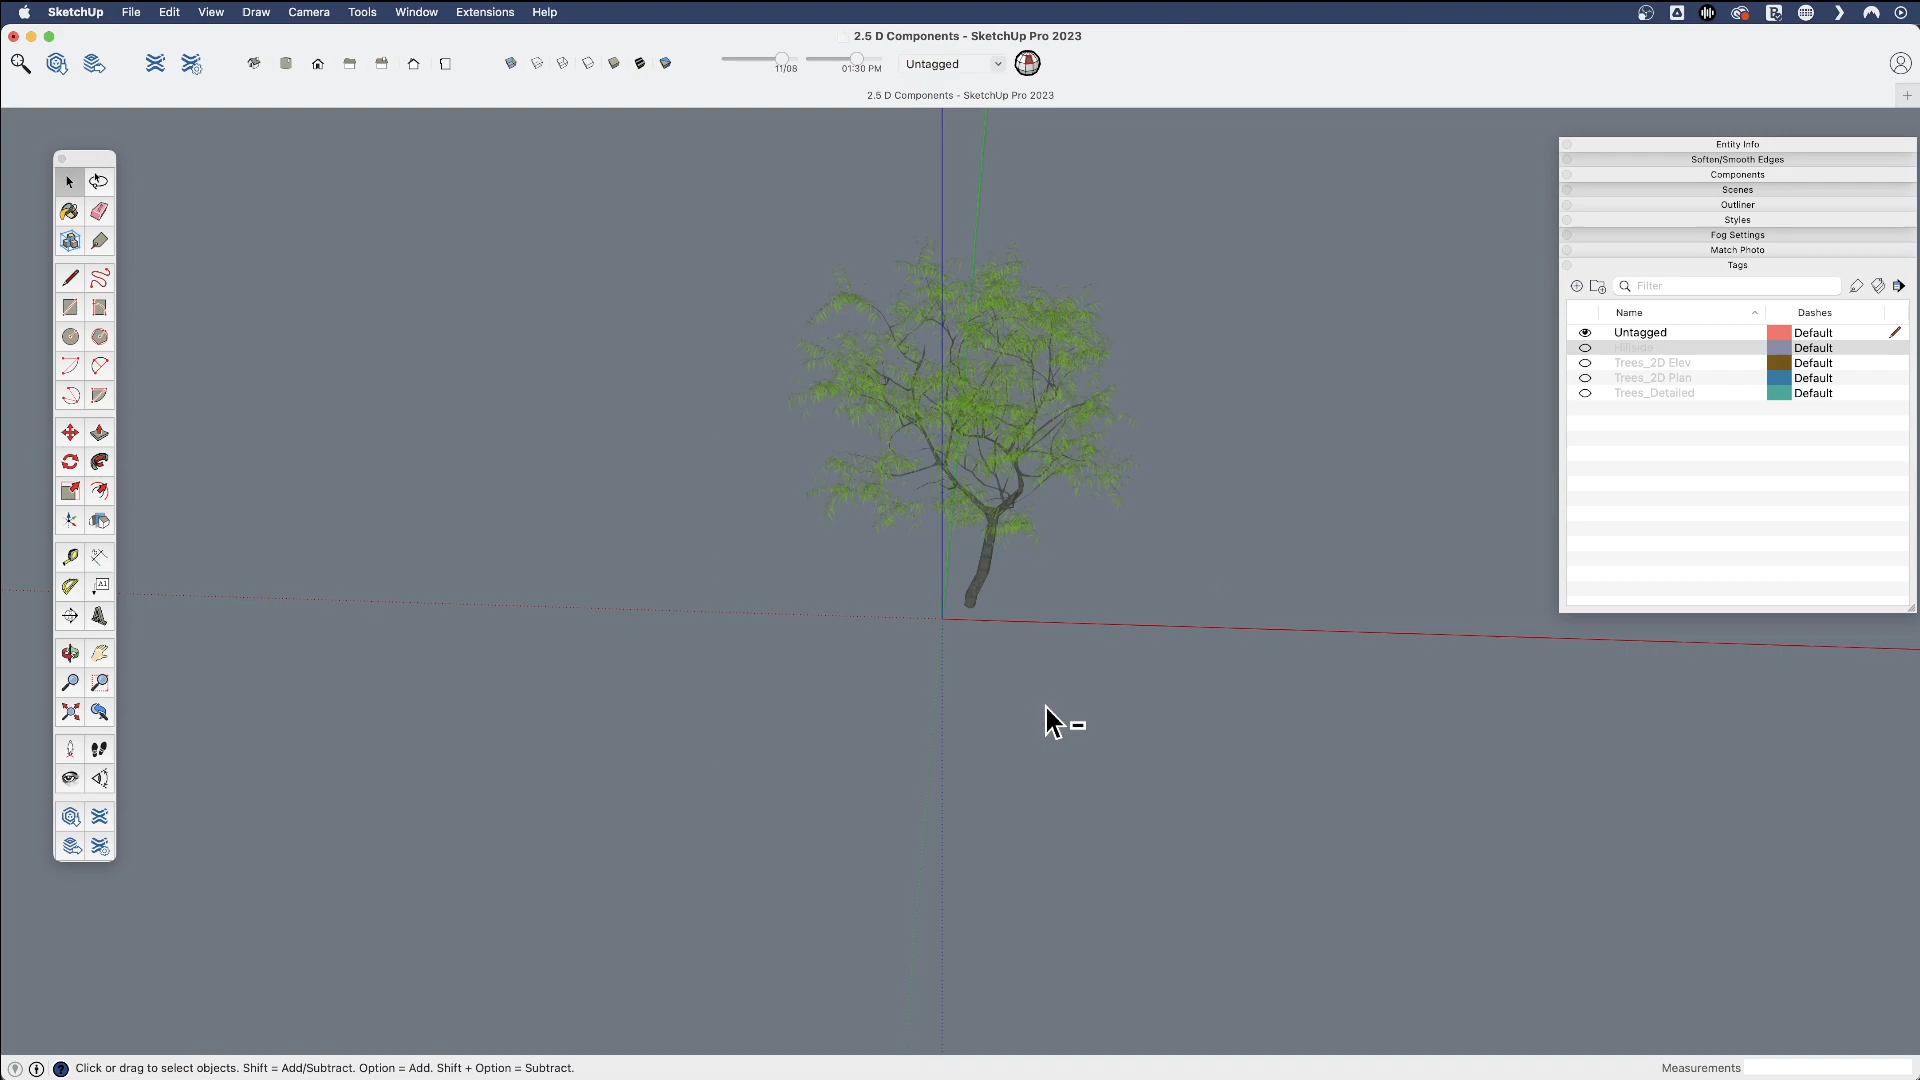 SketchUp File Edit View Draw Camera Tools Window Extensions Help
2.5 D Components - SketchUp Pro 2023
11/08 01:30 PM Untagged
2.5 D Components - SketchUp Pro 2023
Entity Info
Soften/Smooth Edges
Components
Scenes
Outliner
Styles
Fog Settings
Match Photo
Tags
Filter
Name Dashes
Untagged Default
Hillside Default
Trees_2D Elev Default
Trees_2D Plan Default
Trees_Detailed Default
A1
Click or drag to select objects. Shift = Add/Subtract. Option = Add. Shift + Option = Subtract.
Measurements